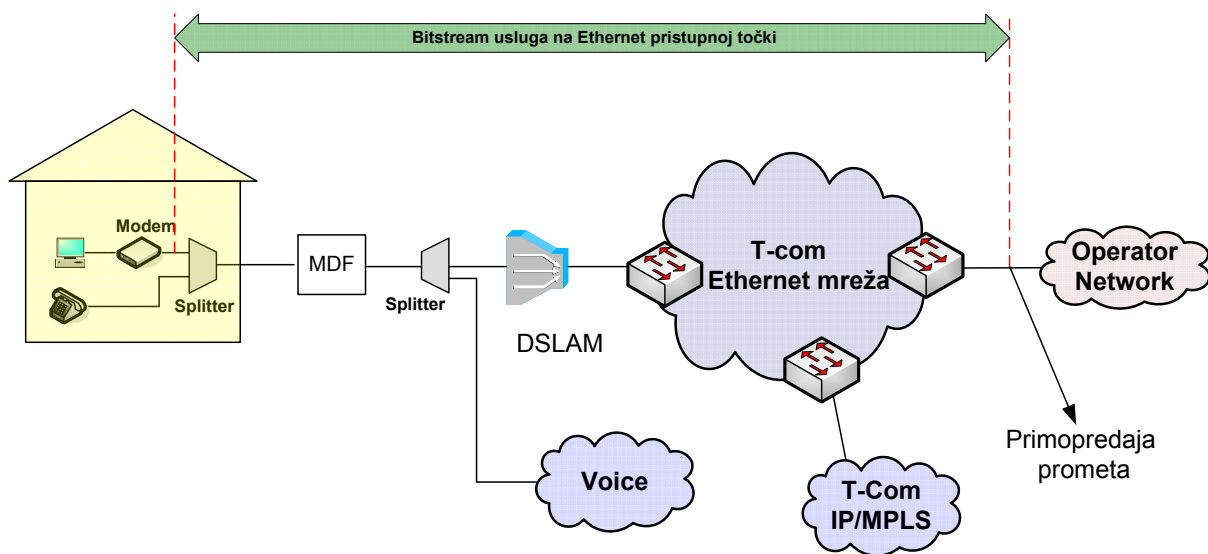 Bitstream usluga na Ethernet pristupnoj točki
Modem
Splitter
MDF
Splitter
DSLAM
T-com
Ethernet mreža
Operator
Network
Primopredaja
prometa
Voice
T-Com
IP/MPLS